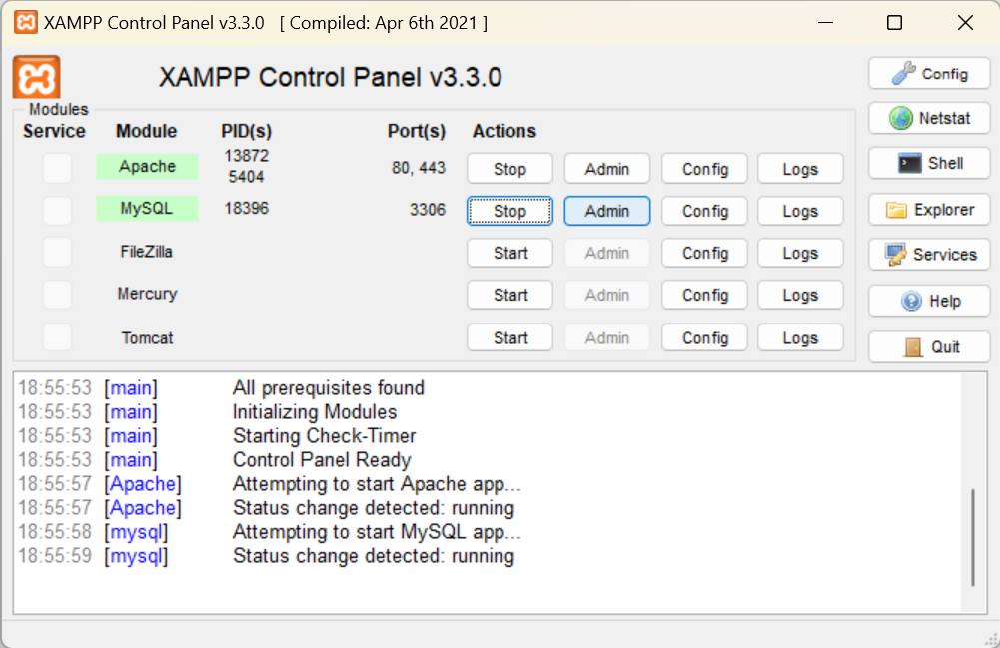 XAMPP Control Panel v3.3.0 [ Compiled: Apr 6th 2021 ]
XAMPP Control Panel v3.3.0
Config
Modules
Service Module PID(s) Port(s) Actions
Netstat
Apache 13872 5404 80, 443 Stop Admin Config Logs
Shell
MySQL 18396 3306 Stop Admin Config Logs
Explorer
FileZilla Start Admin Config Logs
Services
Mercury Start Admin Config Logs
Help
Tomcat Start Admin Config Logs
Quit
18:55:53 [main] All prerequisites found
18:55:53 [main] Initializing Modules
18:55:53 [main] Starting Check-Timer
18:55:53 [main] Control Panel Ready
18:55:57 [Apache] Attempting to start Apache app...
18:55:57 [Apache] Status change detected: running
18:55:58 [mysql] Attempting to start MySQL app...
18:55:59 [mysql] Status change detected: running